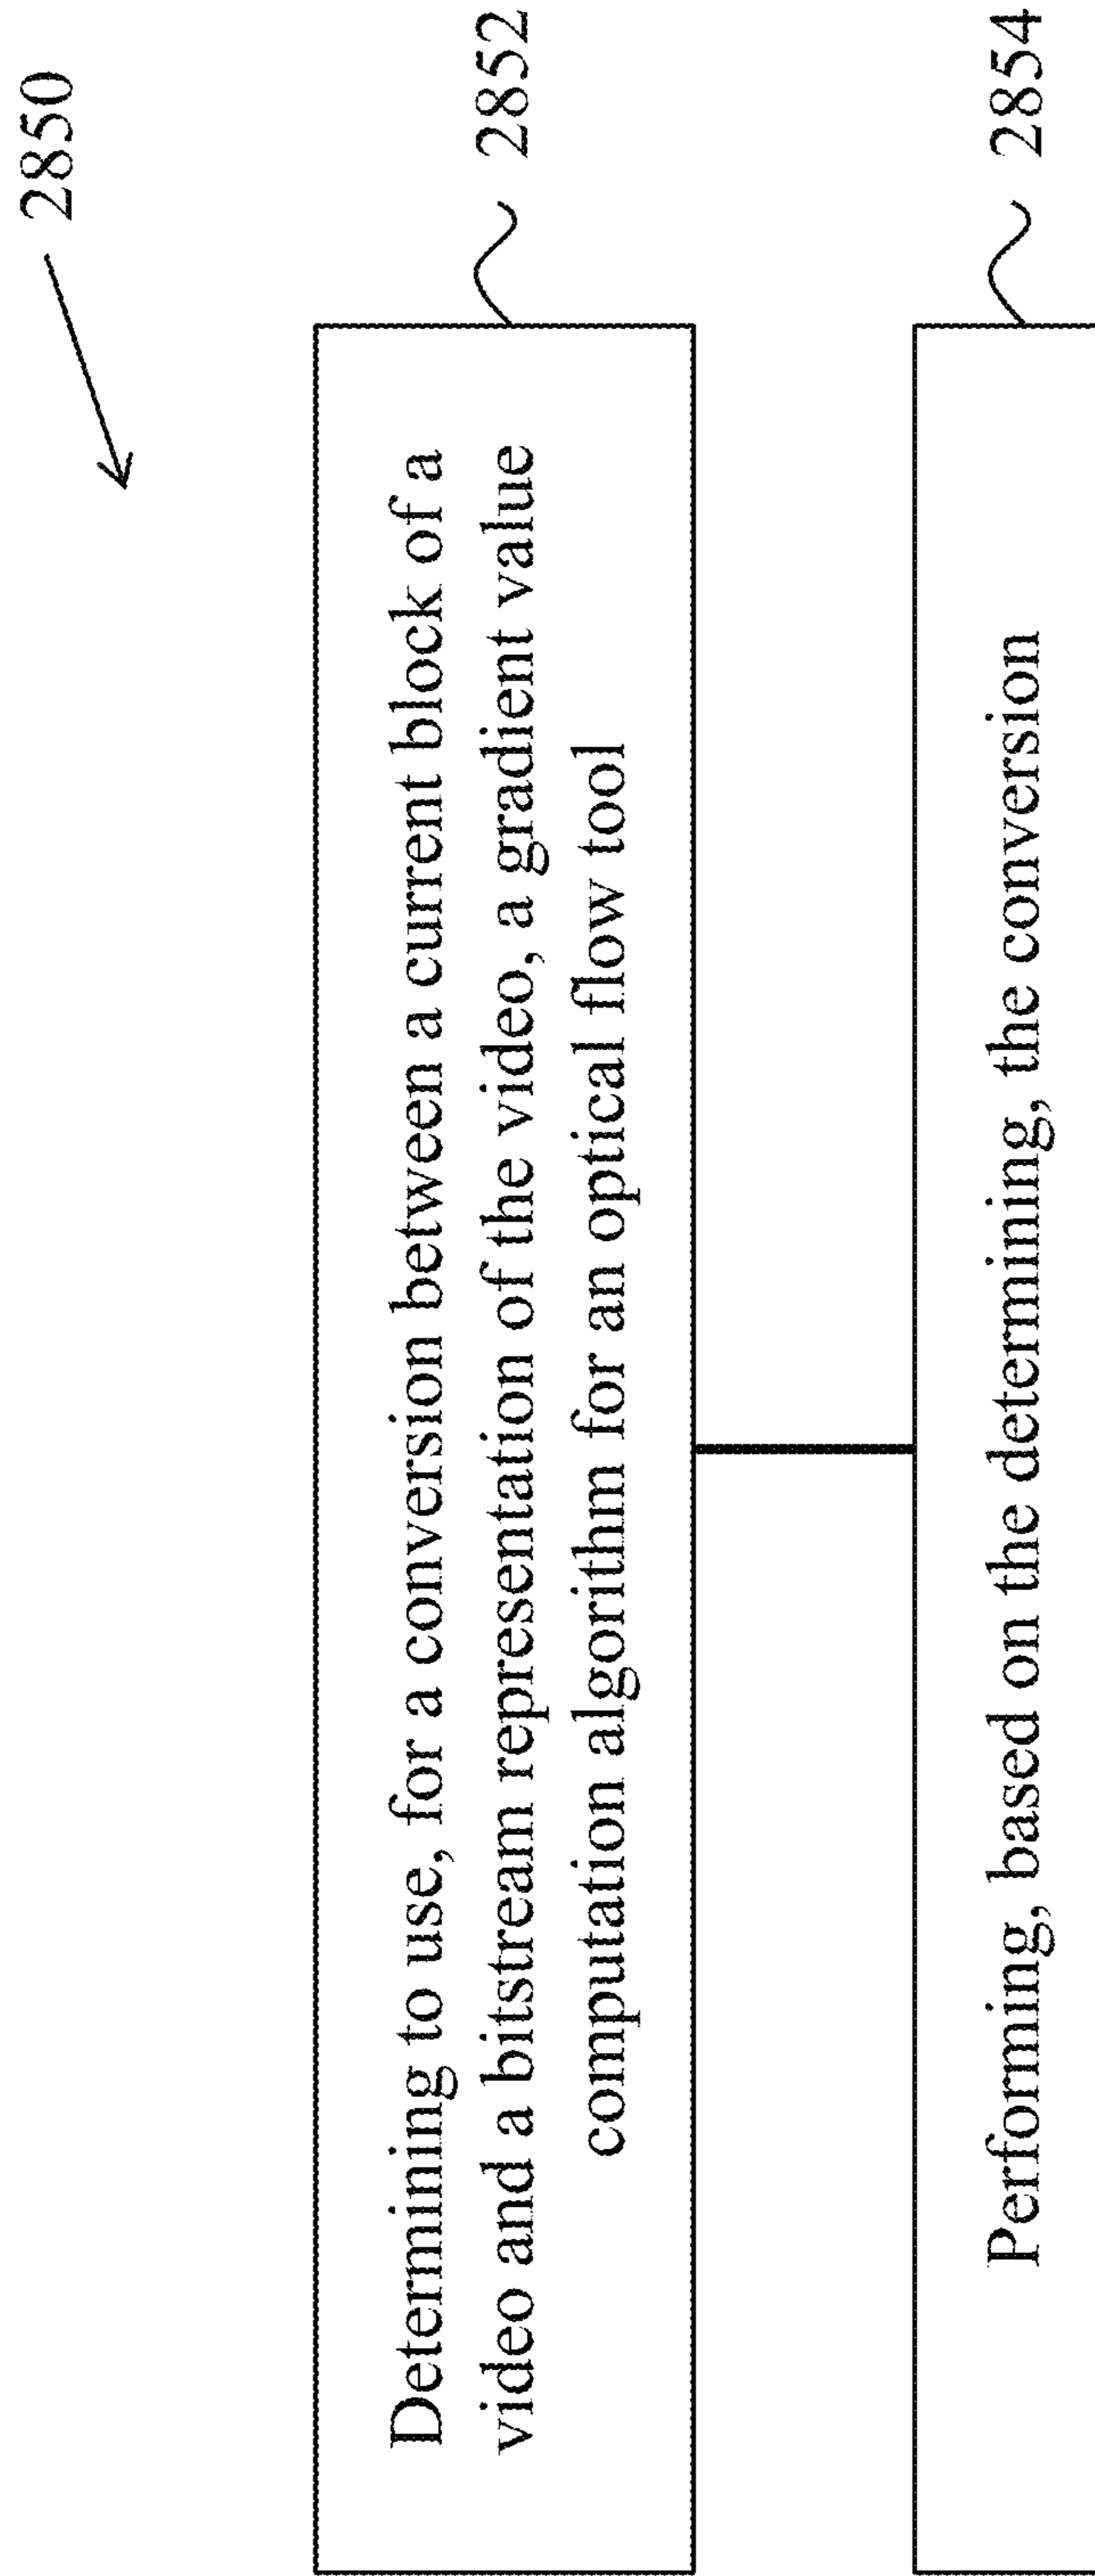 2850
Determining to use, for a conversion between a current block of a
video and a bitstream representation of the video, a gradient value
computation algorithm for an optical flow tool
2852
Performing, based on the determining, the conversion
2854